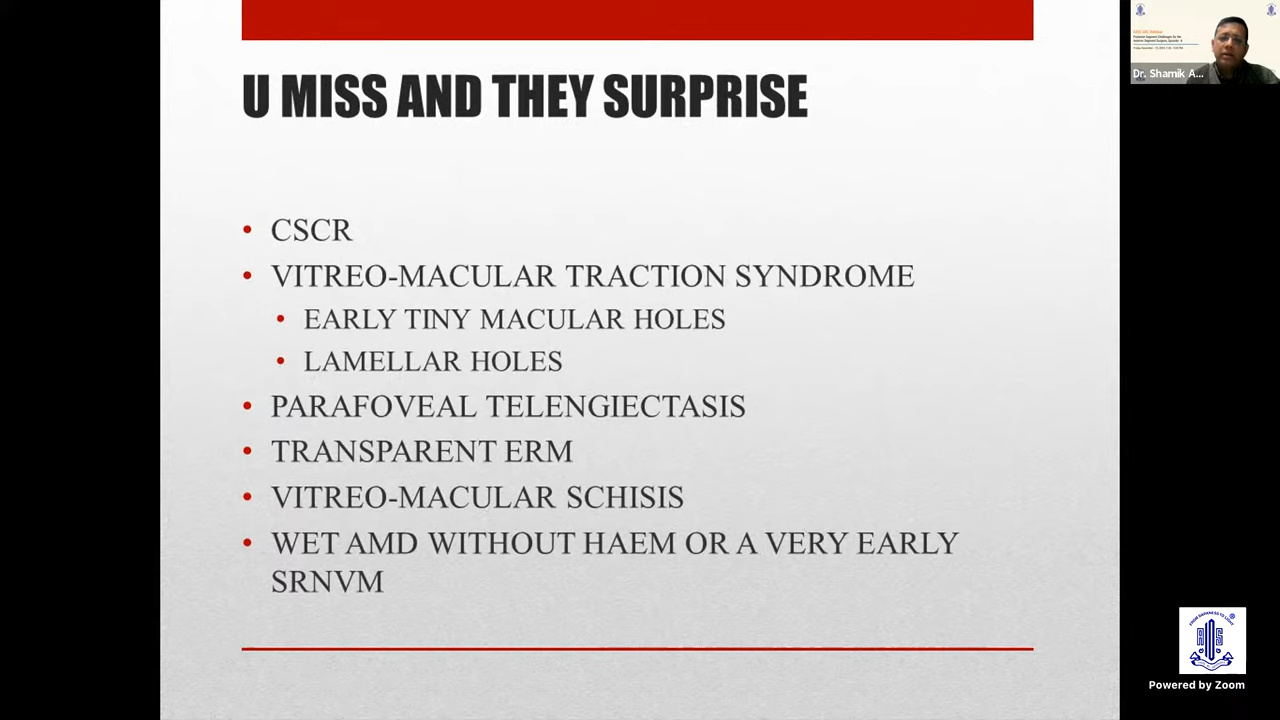 U MISS AND THEY SURPRISE
• CSCR
• VITREO-MACULAR TRACTION SYNDROME
• EARLY TINY MACULAR HOLES
• LAMELLAR HOLES
• PARAFOVEAL TELENGIECTASIS
• TRANSPARENT ERM
• VITREO-MACULAR SCHISIS
• WET AMD WITHOUT HAEM OR A VERY EARLY
SRNVM
Dr. Shamik A...
Powered by Zoom